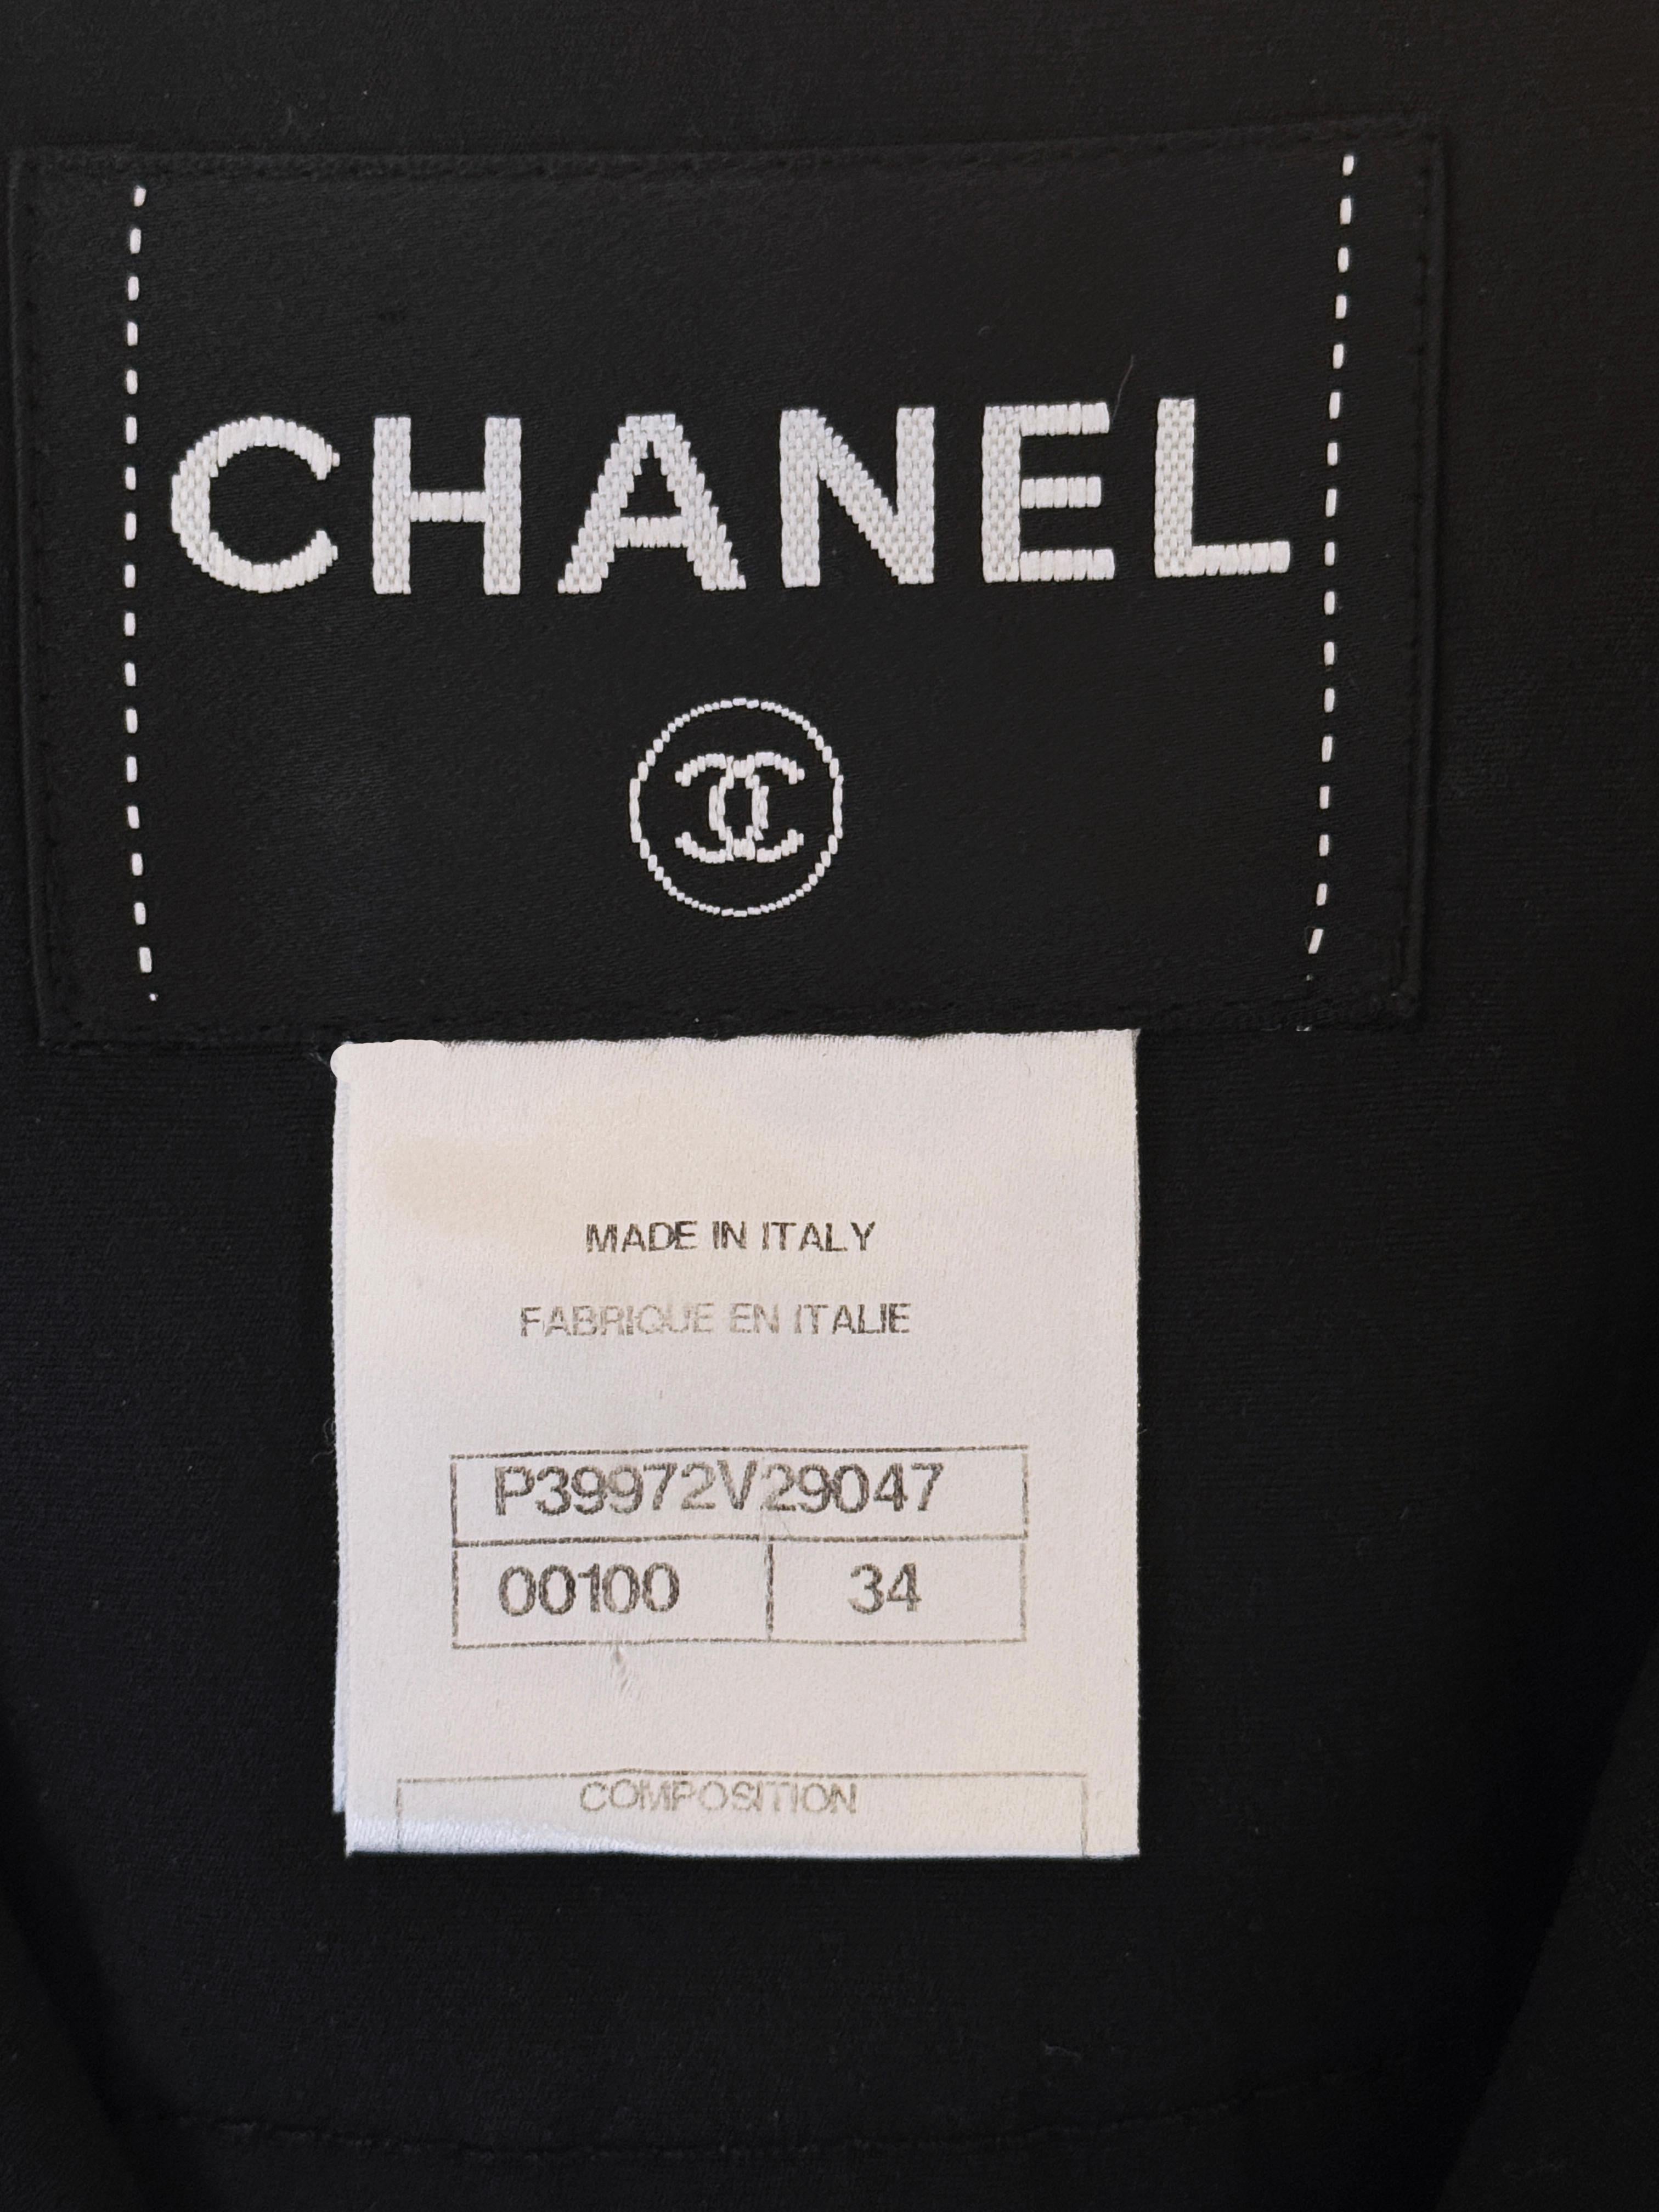 CHANEL
MADE IN ITALY
FABRIQUE EN ITALIE
P39972V29047
00100 34
COMPOSITION